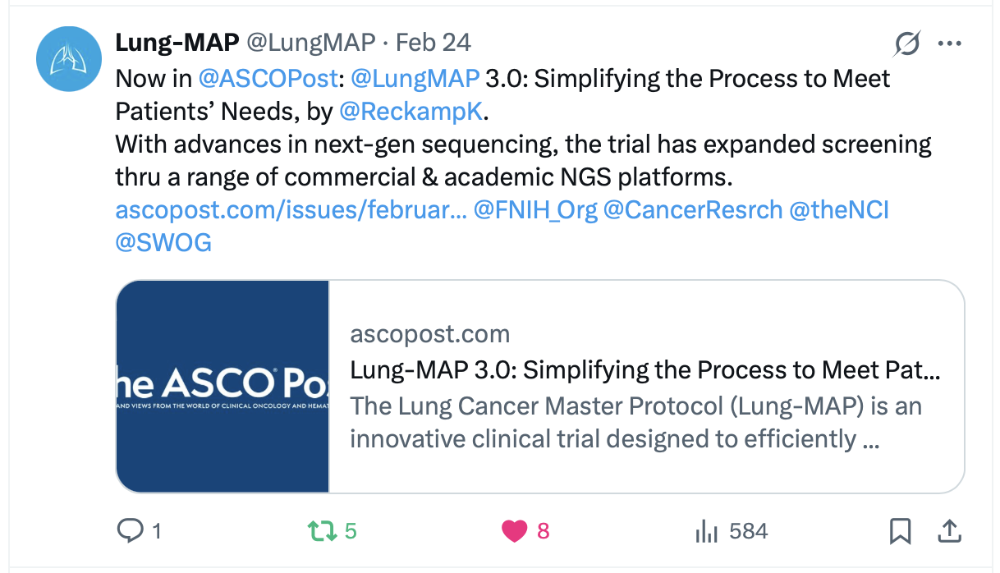 Lung-MAP @LungMAP · Feb 24
Now in @ASCOPost: @LungMAP 3.0: Simplifying the Process to Meet
Patients’ Needs, by @ReckampK.
With advances in next-gen sequencing, the trial has expanded screening
thru a range of commercial & academic NGS platforms.
ascopost.com/issues/februar... @FNIH_Org @CancerResrch @theNCI
@SWOG
he ASCO® Po
AND VIEWS FROM THE WORLD OF CLINICAL ONCOLOGY AND HEMAT
ascopost.com
Lung-MAP 3.0: Simplifying the Process to Meet Pat...
The Lung Cancer Master Protocol (Lung-MAP) is an
innovative clinical trial designed to efficiently ...
1 5 8 584